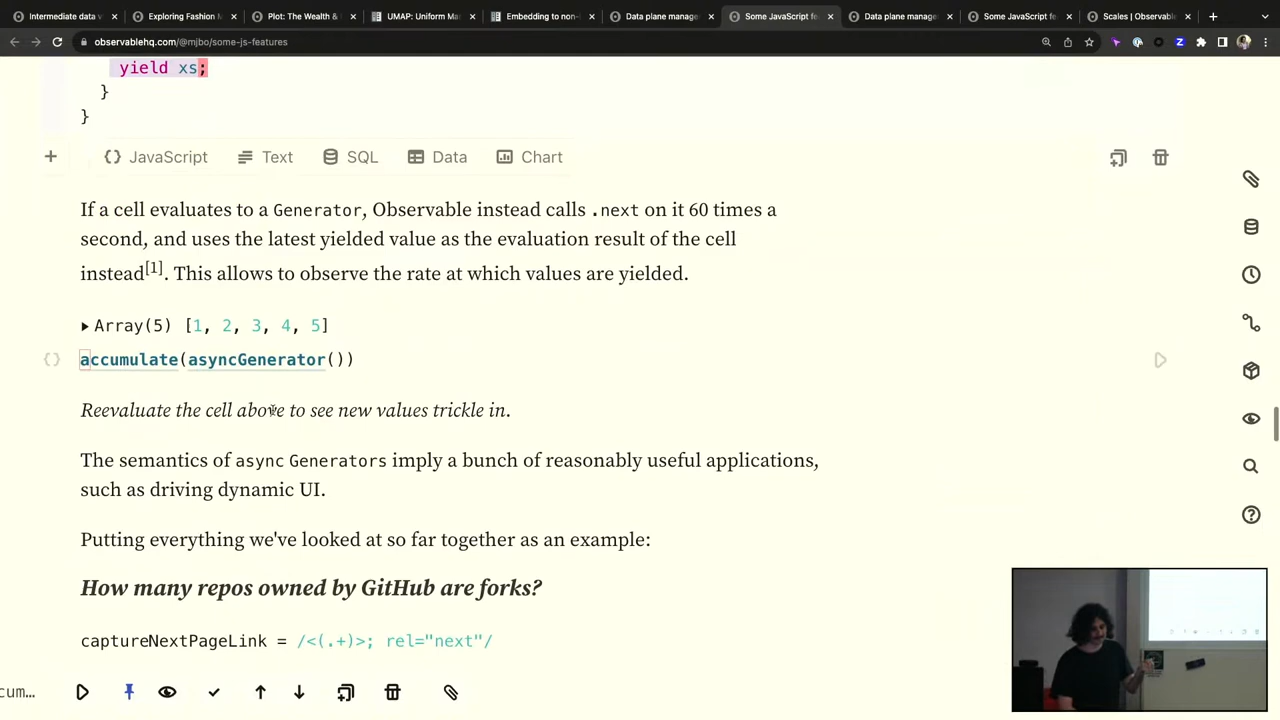 Intermediate data v
Exploring Fashion M
Plot: The Wealth &
UMAP: Uniform Ma
Embedding to non-
Data plane manage
Some JavaScript fe
Data plane manage
Some JavaScript fe
Scales | Observable
observablehq.com/@mjbo/some-js-features
yield xs;
}
}
JavaScript Text SQL Data Chart
If a cell evaluates to a Generator, Observable instead calls .next on it 60 times a
second, and uses the latest yielded value as the evaluation result of the cell
instead[1]. This allows to observe the rate at which values are yielded.
Array(5) [1, 2, 3, 4, 5]
accumulate(asyncGenerator())
Reevaluate the cell above to see new values trickle in.
The semantics of async Generators imply a bunch of reasonably useful applications,
such as driving dynamic UI.
Putting everything we've looked at so far together as an example:
How many repos owned by GitHub are forks?
captureNextPageLink = /<(.+)>; rel="next"/
cum…